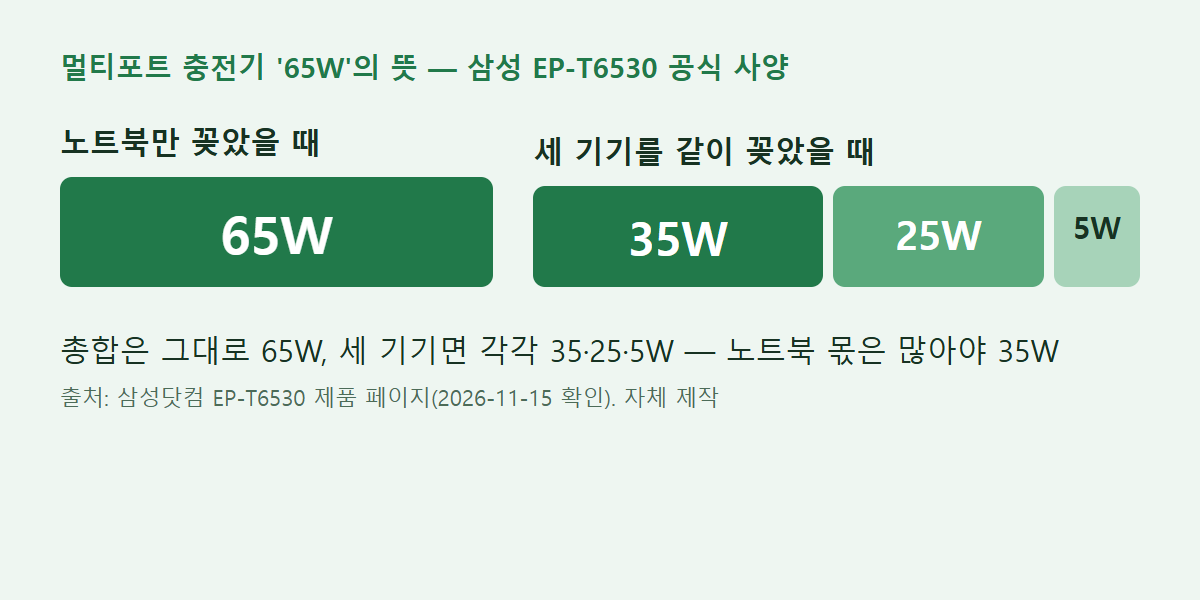 멀티포트 충전기 '65W'의 뜻 — 삼성 EP-T6530 공식 사양
노트북만 꽂았을 때
65W
세 기기를 같이 꽂았을 때
35W
25W
5W
총합은 그대로 65W, 세 기기면 각각 35·25·5W — 노트북 몫은 많아야 35W
출처: 삼성닷컴 EP-T6530 제품 페이지(2026-11-15 확인). 자체 제작